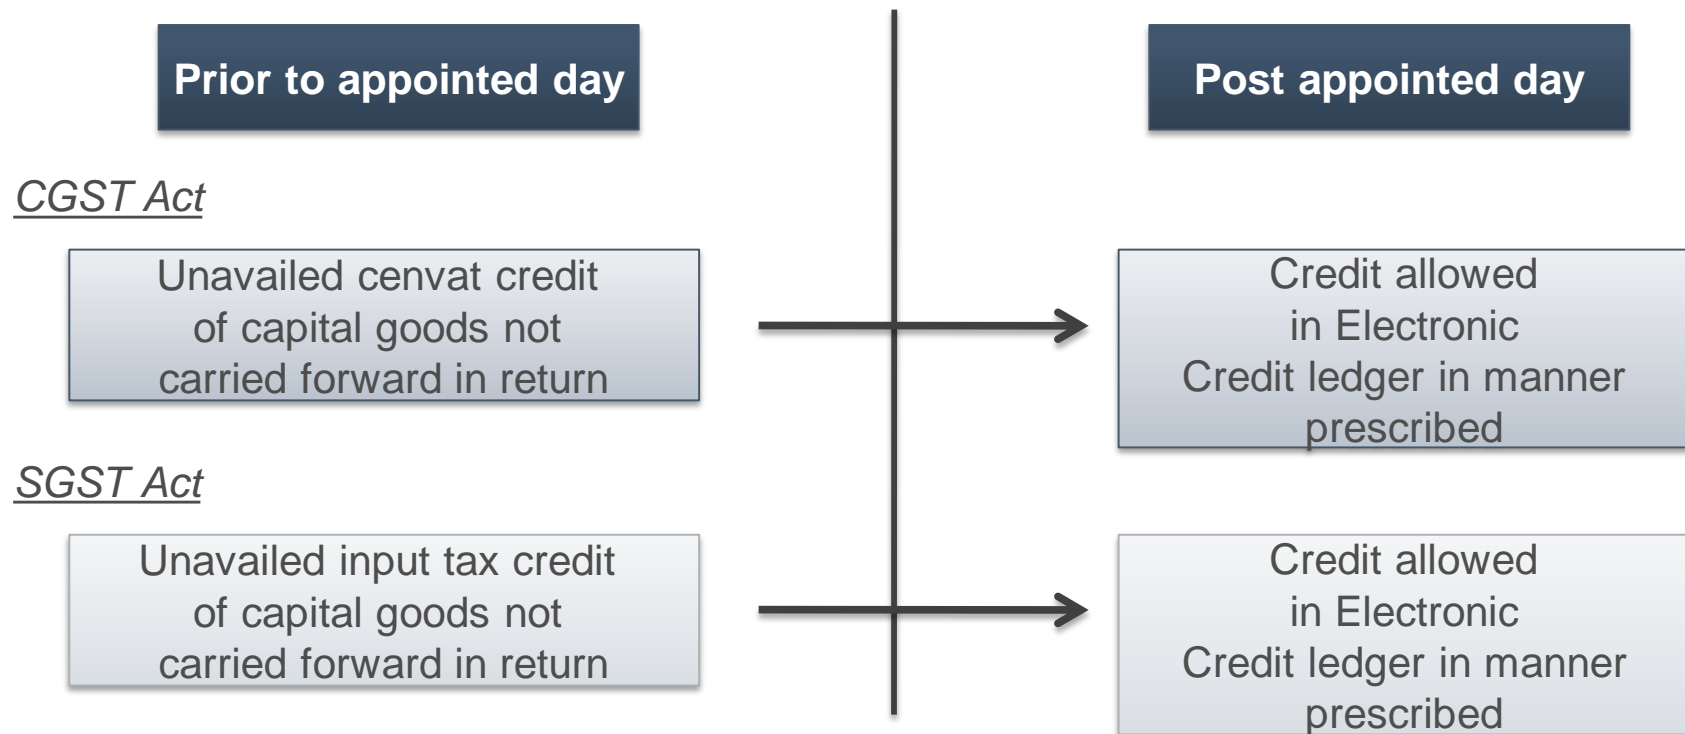 Prior to appointed day
Post appointed day
CGST Act
Unavailed cenvat credit
of capital goods not
carried forward in return
Credit allowed
in Electronic
Credit ledger in manner
prescribed
SGST Act
Unavailed input tax credit
of capital goods not
carried forward in return
Credit allowed
in Electronic
Credit ledger in manner
prescribed